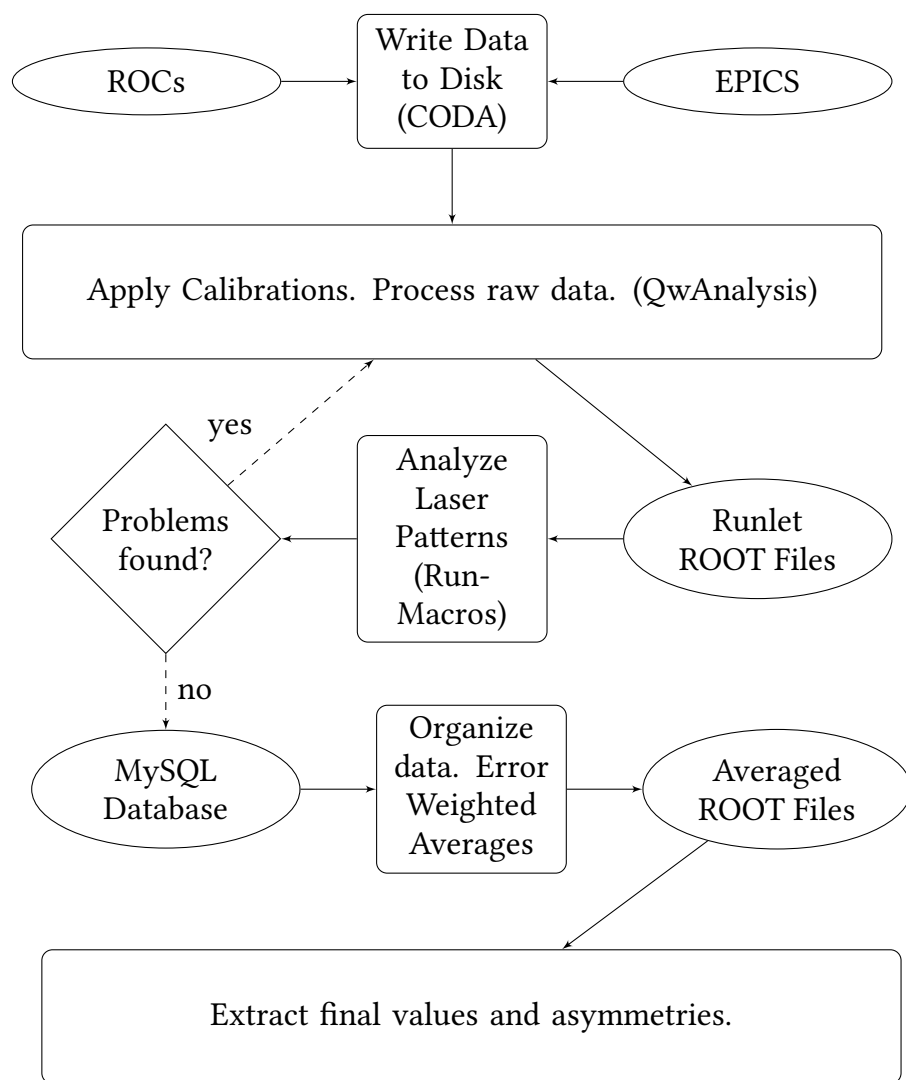 ROCs
Write Data
to Disk
(CODA)
EPICS
Apply Calibrations. Process raw data. (QwAnalysis)
yes
Problems
found?
Analyze
Laser
Patterns
(Run-
Macros)
Runlet
ROOT Files
no
MySQL
Database
Organize
data. Error
Weighted
Averages
Averaged
ROOT Files
Extract final values and asymmetries.